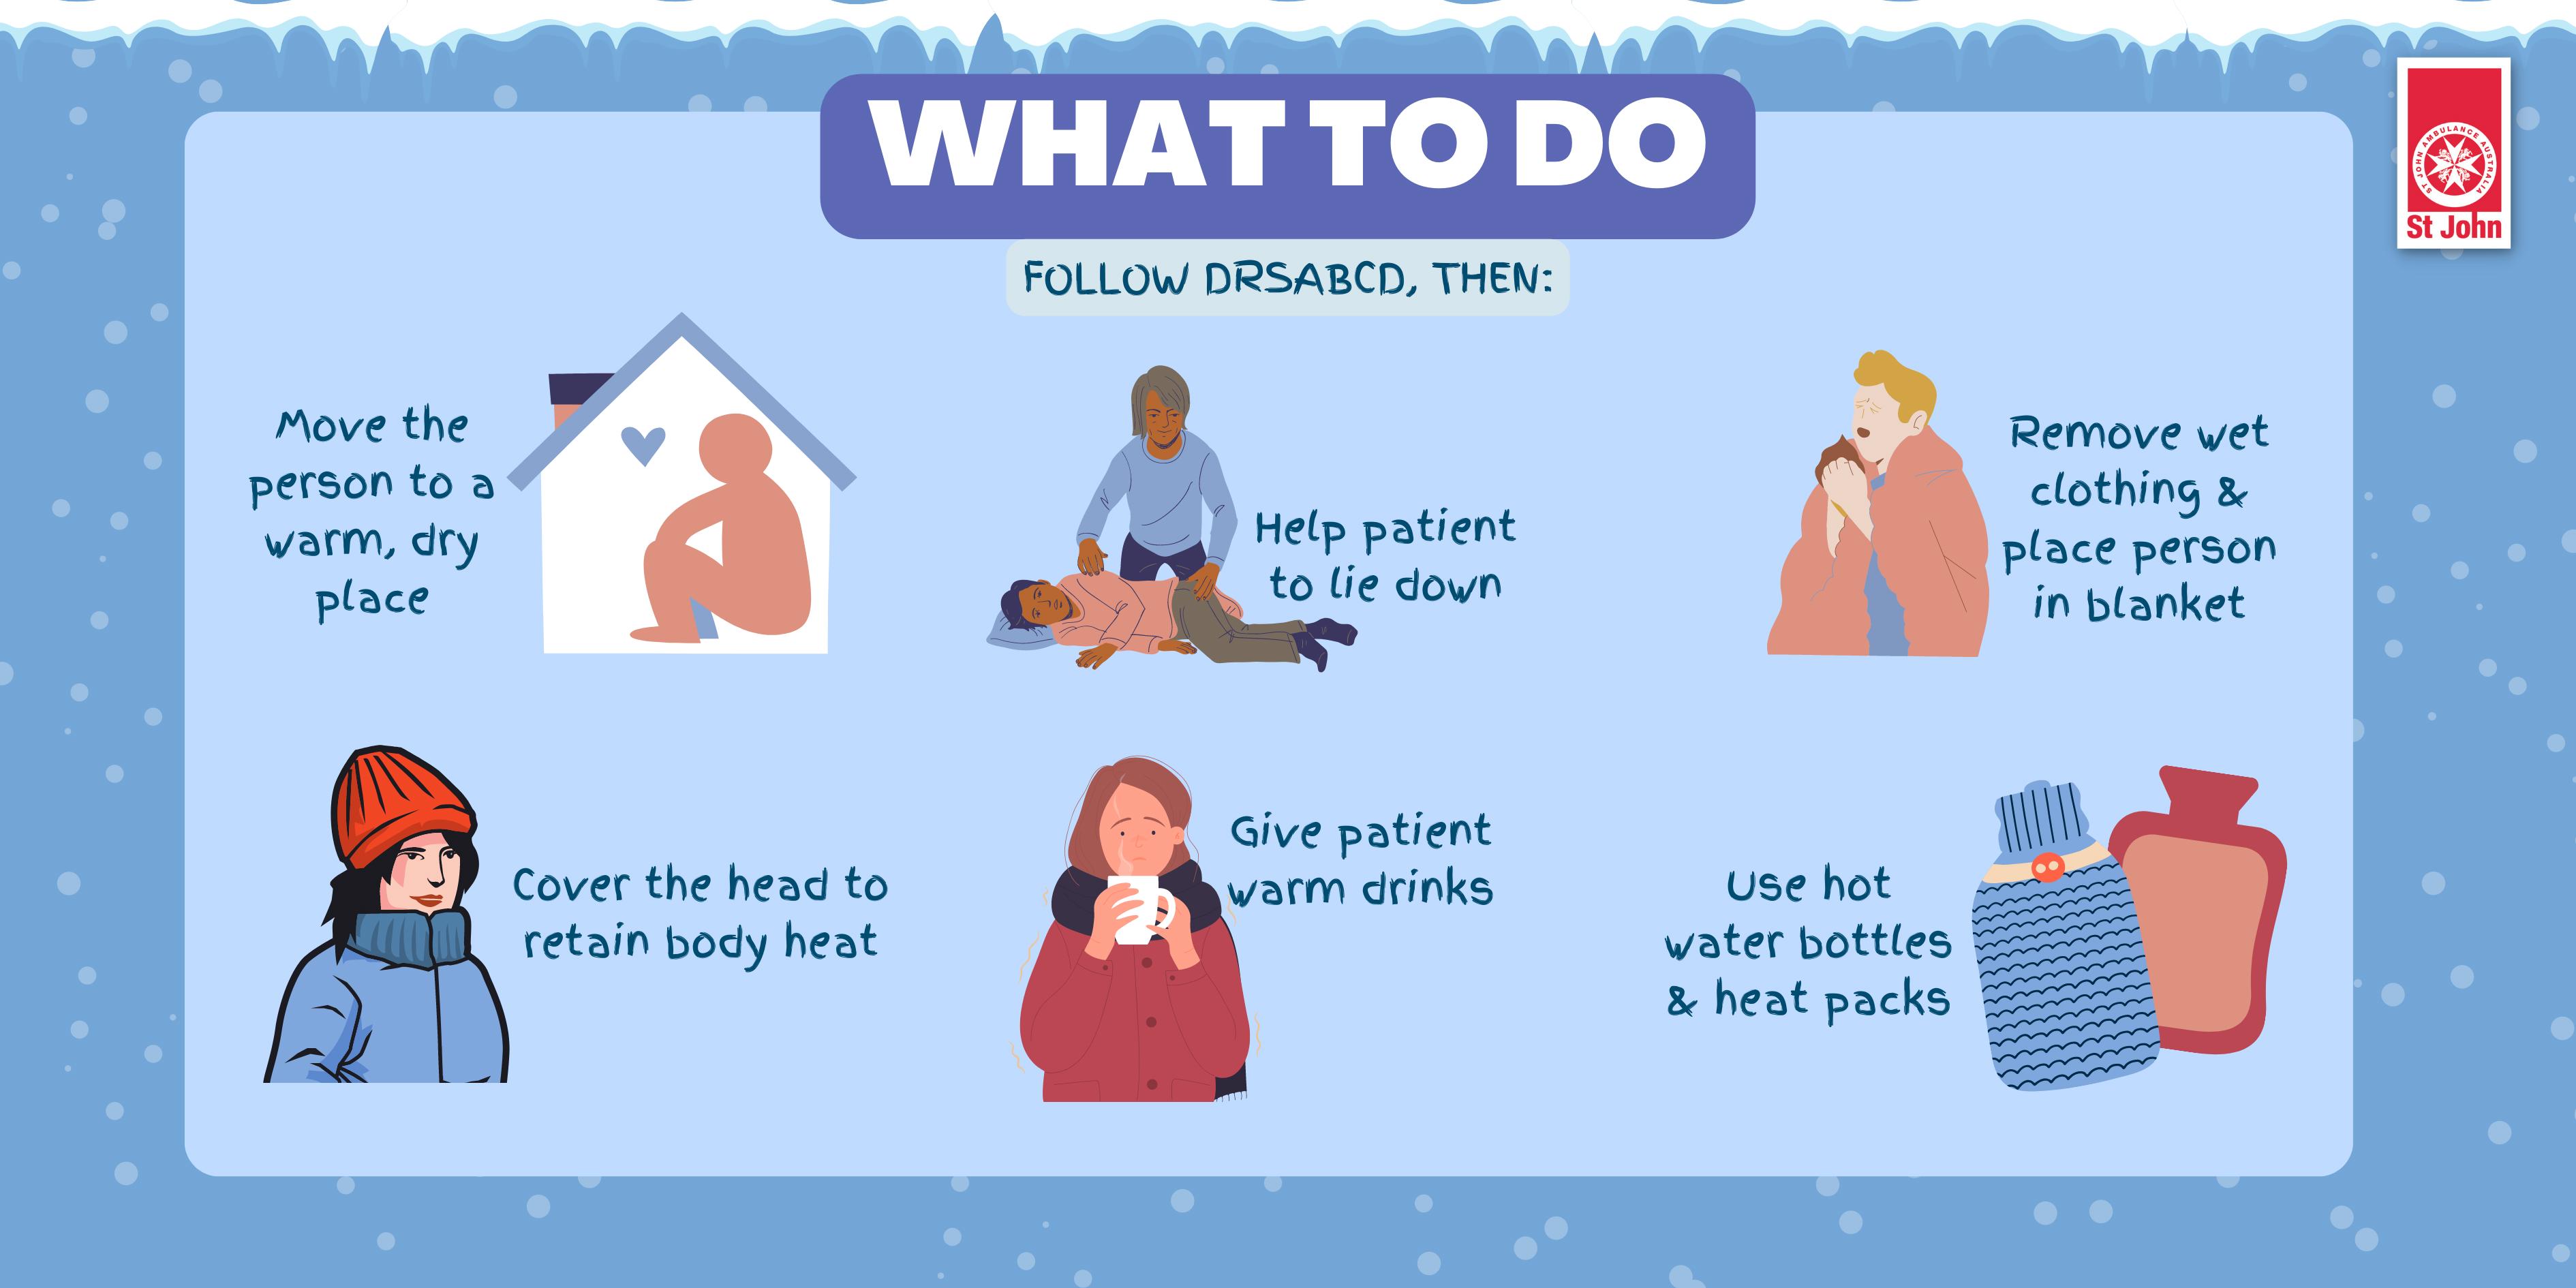 WHAT TO DO
ST JOHN AMBULANCE AUSTRALIA
St John
FOLLOW DRSABCD, THEN:
Move the
person to a
warm, dry
place
Help patient
to lie down
Remove wet
clothing &
place person
in blanket
Cover the head to
retain body heat
Give patient
warm drinks
Use hot
water bottles
& heat packs